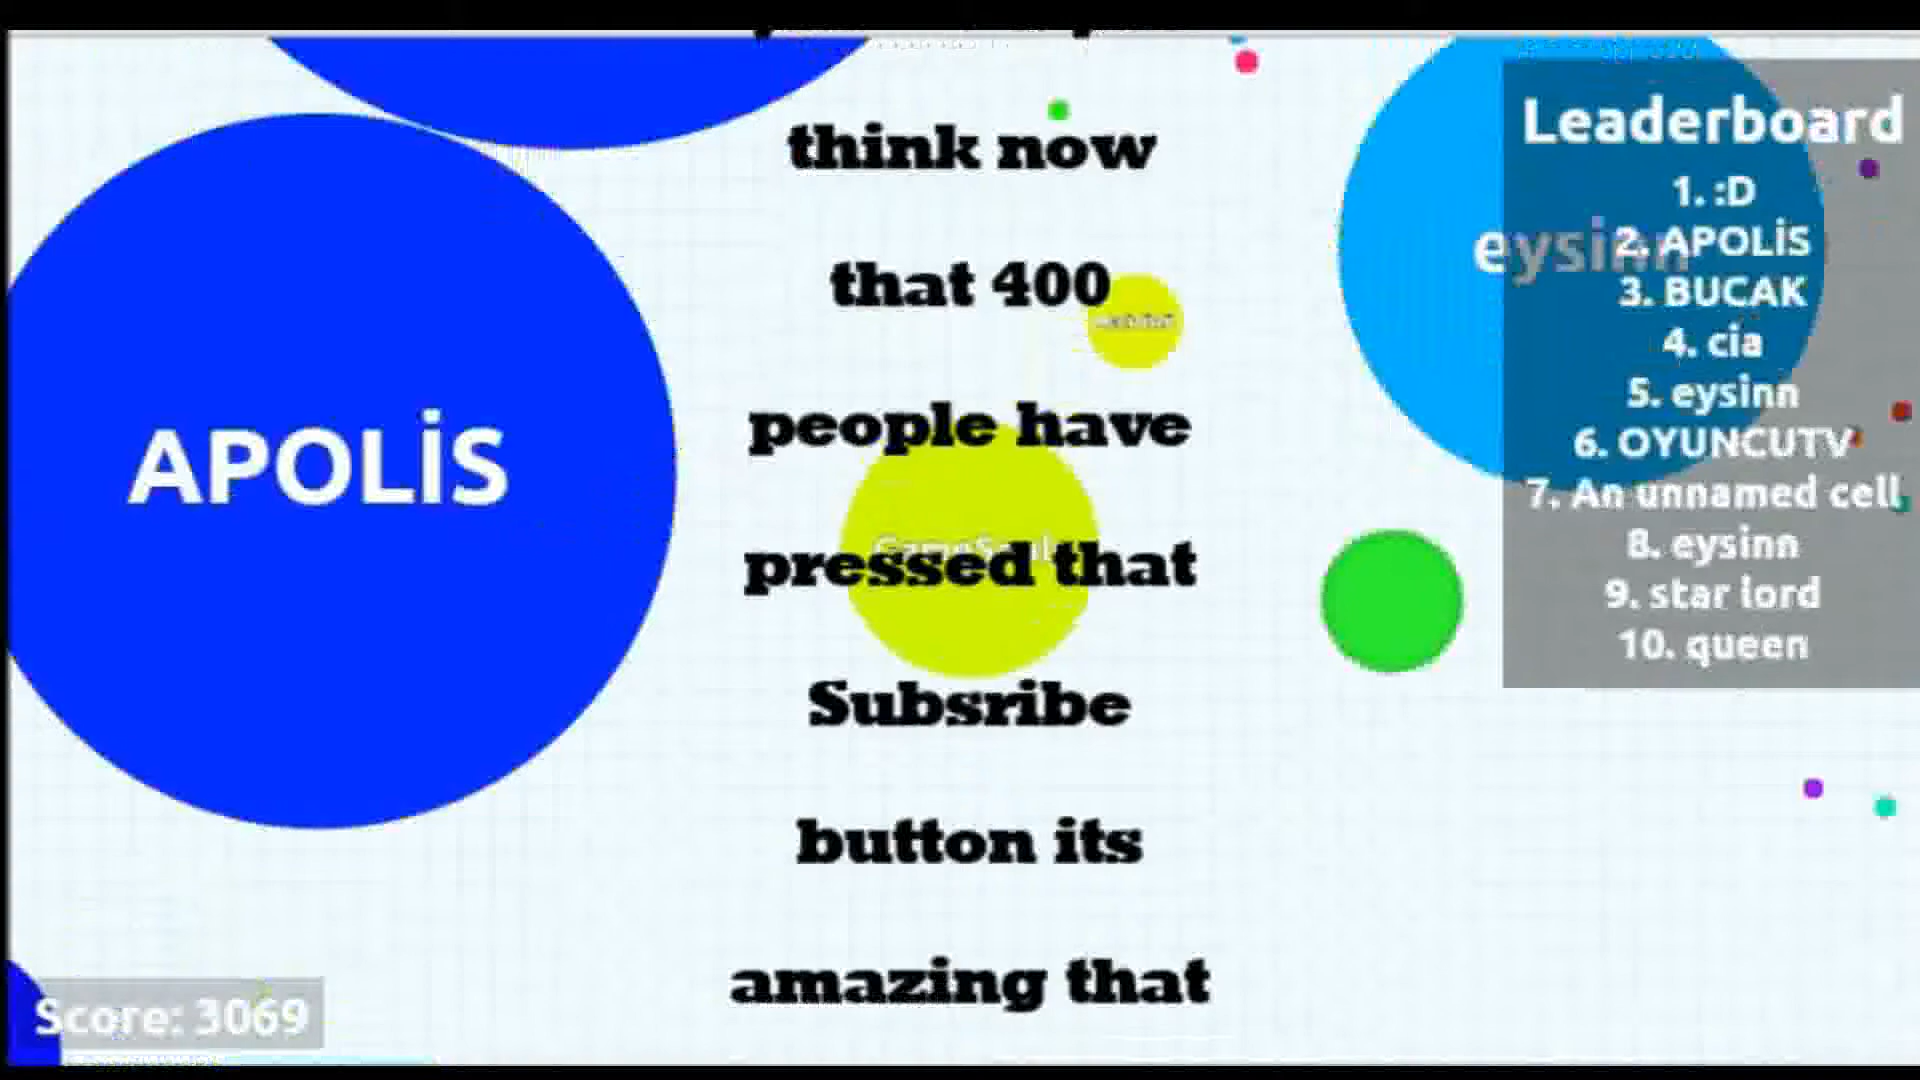 think now
that 400
people have
pressed that
Subsribe
button its
amazing that
APOLİS
eysinn
Leaderboard
1. :D
2. APOLİS
3. BUCAK
4. cia
5. eysinn
6. OYUNCUTV
7. An unnamed cell
8. eysinn
9. star lord
10. queen
Score: 3069